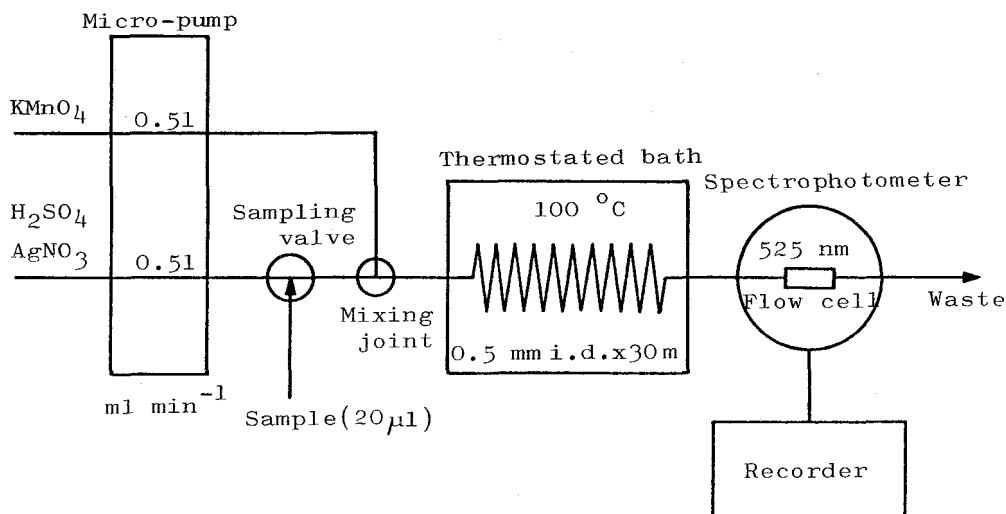 Micro-pump
KMnO4
0.51
H2SO4
AgNO3
0.51
ml min-1
Sampling
valve
Sample(20μl)
Mixing
joint
Thermostated bath
100 °C
0.5 mm i.d.x30m
Spectrophotometer
525 nm
Flow cell
Waste
Recorder